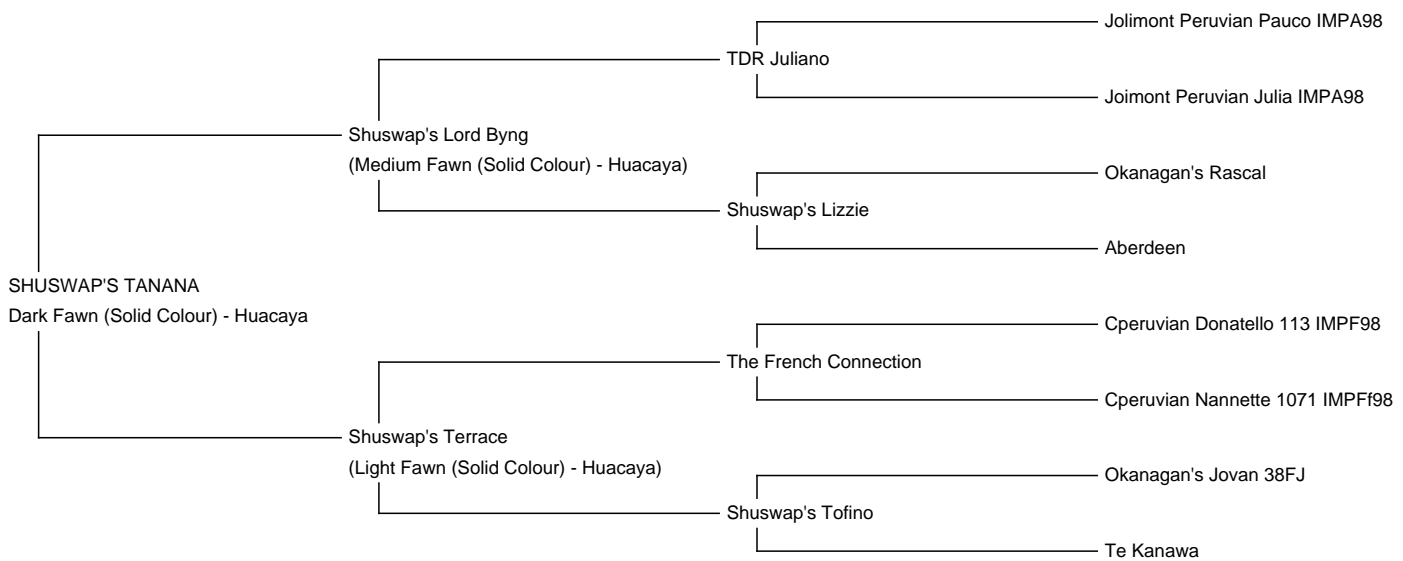 Jolimont Peruvian Pauco IMPA98
TDR Juliano
Joimont Peruvian Julia IMPA98
Shuswap's Lord Byng
(Medium Fawn (Solid Colour) - Huacaya)
Okanagan's Rascal
Shuswap's Lizzie
Aberdeen
SHUSWAP'S TANANA
Dark Fawn (Solid Colour) - Huacaya
Cperuvian Donatello 113 IMPF98
The French Connection
Cperuvian Nannette 1071 IMPFf98
Shuswap's Terrace
(Light Fawn (Solid Colour) - Huacaya)
Okanagan's Jovan 38FJ
Shuswap's Tofino
Te Kanawa